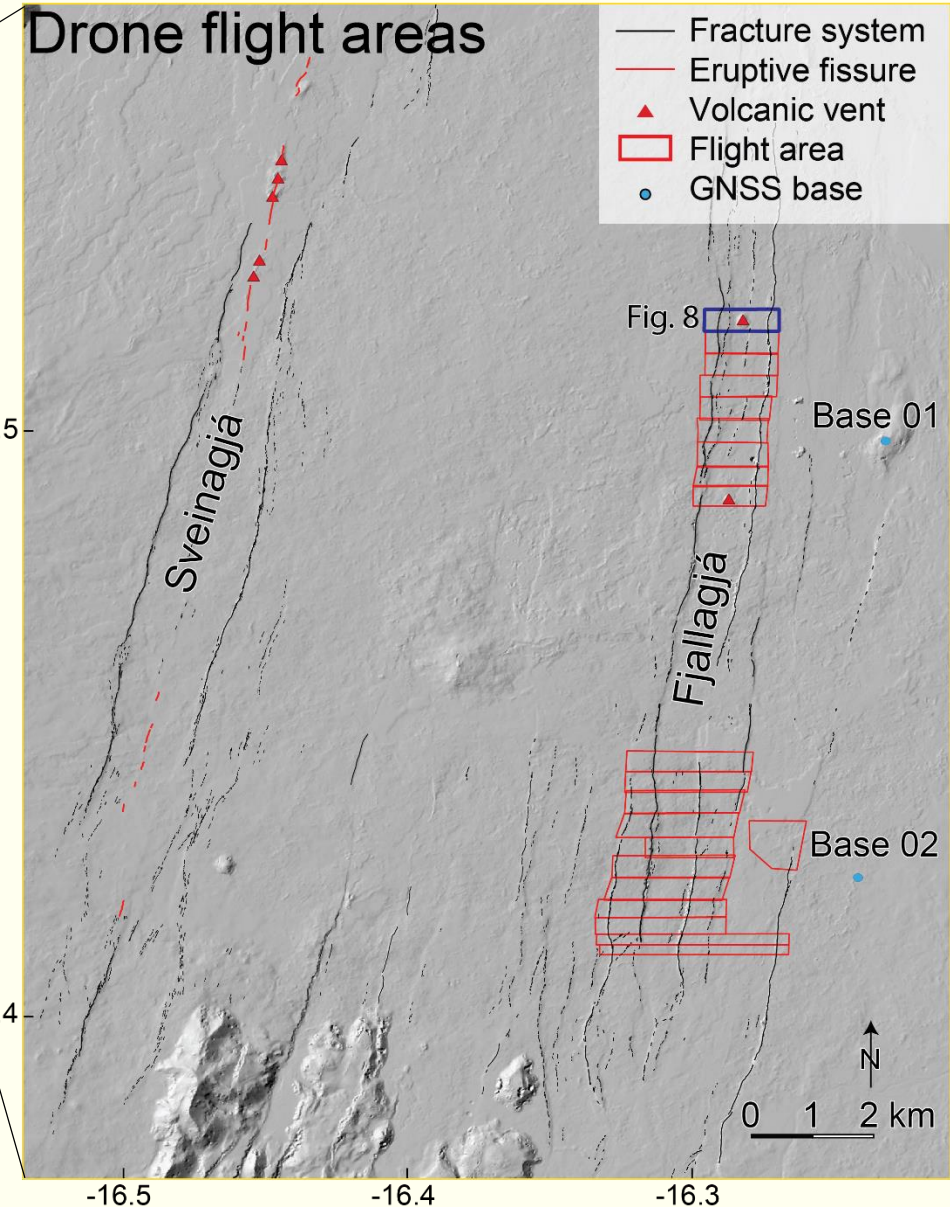 Drone flight areas
Fracture system
Eruptive fissure
Volcanic vent
Flight area
GNSS base
Fig. 8
Base 01
5
Sveinagjá
Fjallagjá
Base 02
4
N
0 1 2 km
-16.5 -16.4 -16.3